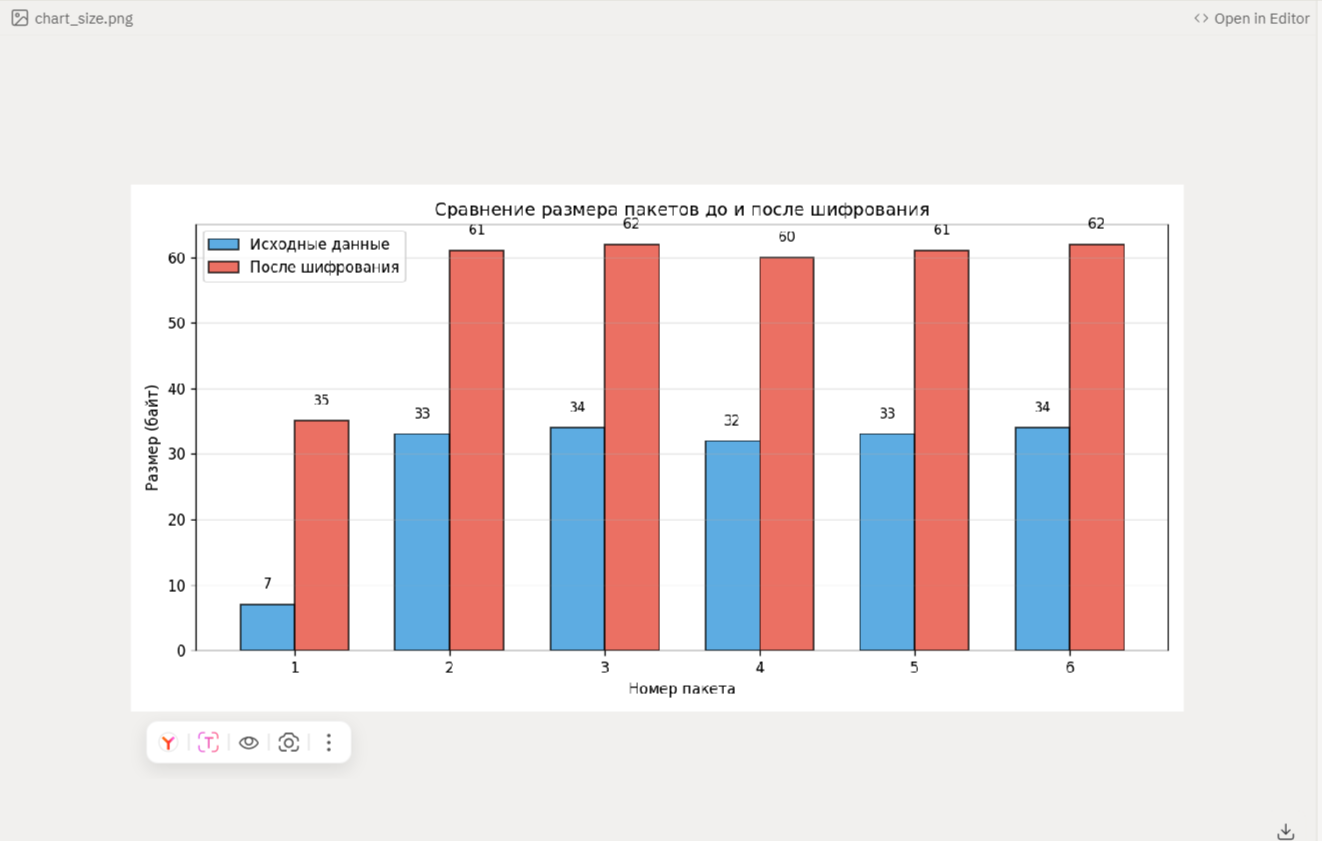 chart_size.png
<> Open in Editor
Сравнение размера пакетов до и после шифрования
Исходные данные
После шифрования
Размер (байт)
60
50
40
30
20
10
0
7
35
33
61
34
62
32
60
33
61
34
62
1
2
3
4
5
6
Номер пакета
Y
T